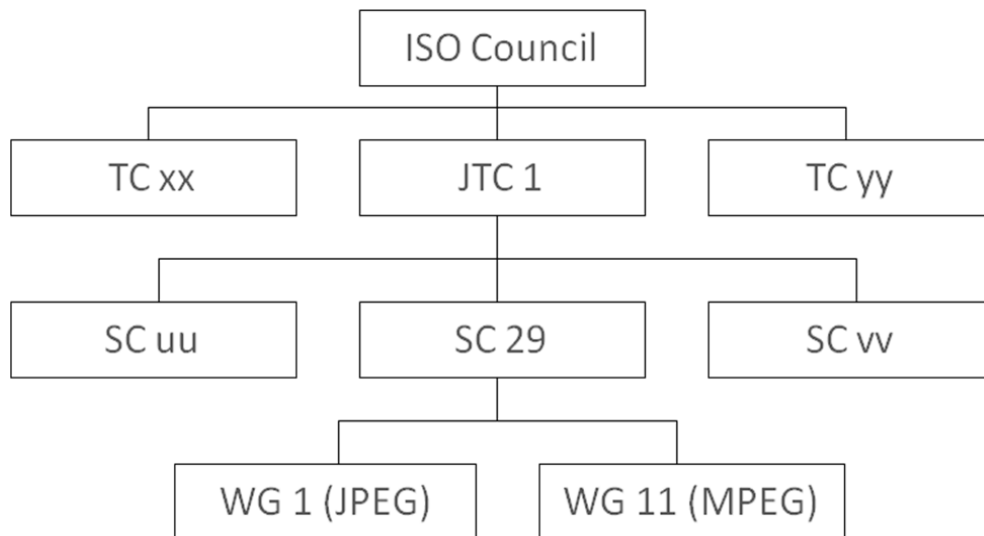 ISO Council
TC xx
JTC 1
TC yy
SC uu
SC 29
SC vv
WG 1 (JPEG)
WG 11 (MPEG)